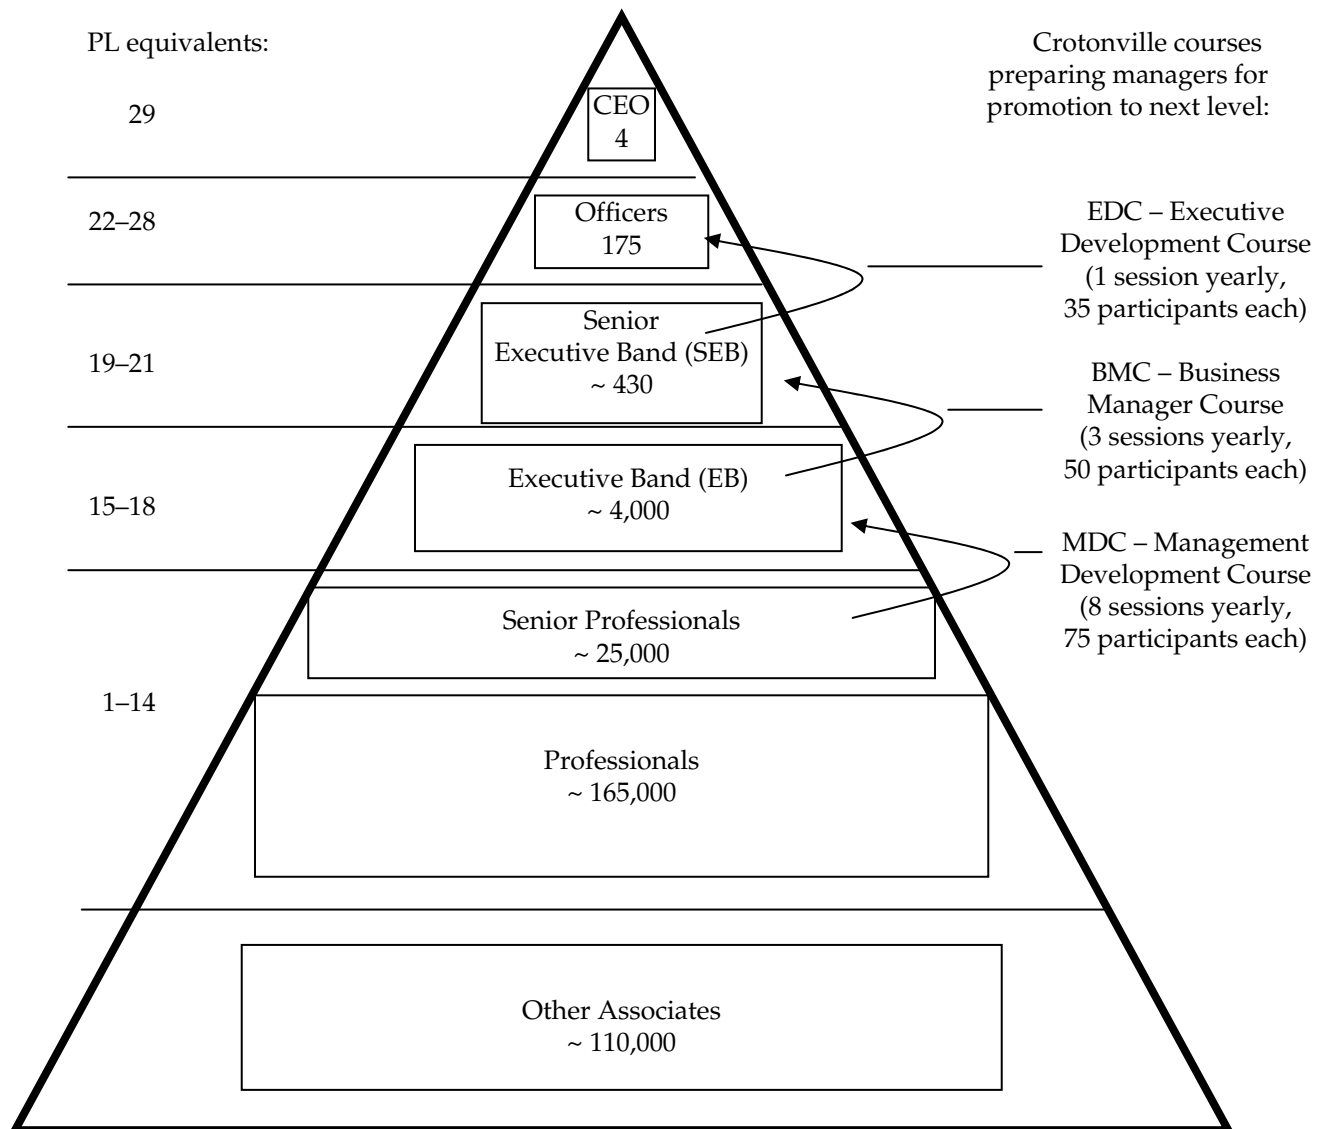 PL equivalents:
Crotonville courses
preparing managers for
promotion to next level:
29
CEO
4
22–28
Officers
175
EDC – Executive
Development Course
(1 session yearly,
35 participants each)
19–21
Senior
Executive Band (SEB)
~ 430
BMC – Business
Manager Course
(3 sessions yearly,
50 participants each)
15–18
Executive Band (EB)
~ 4,000
MDC – Management
Development Course
(8 sessions yearly,
75 participants each)
Senior Professionals
~ 25,000
1–14
Professionals
~ 165,000
Other Associates
~ 110,000